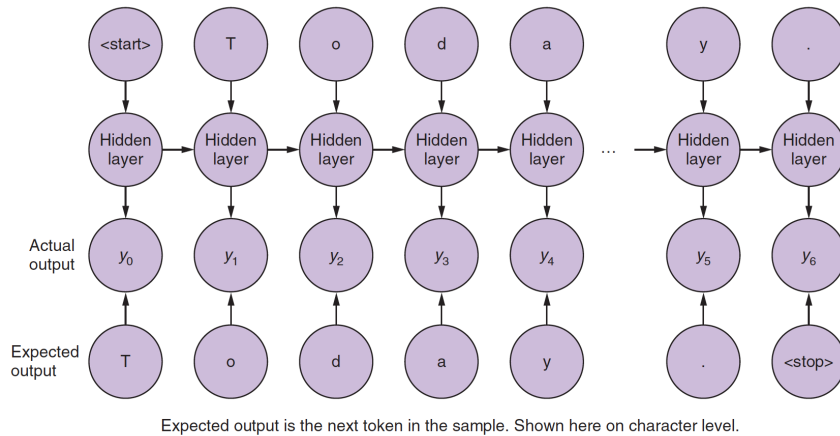 <start> T o d a y .
Hidden layer Hidden layer Hidden layer Hidden layer Hidden layer ... Hidden layer Hidden layer
Actual output y0 y1 y2 y3 y4 y5 y6
Expected output T o d a y . <stop>
Expected output is the next token in the sample. Shown here on character level.